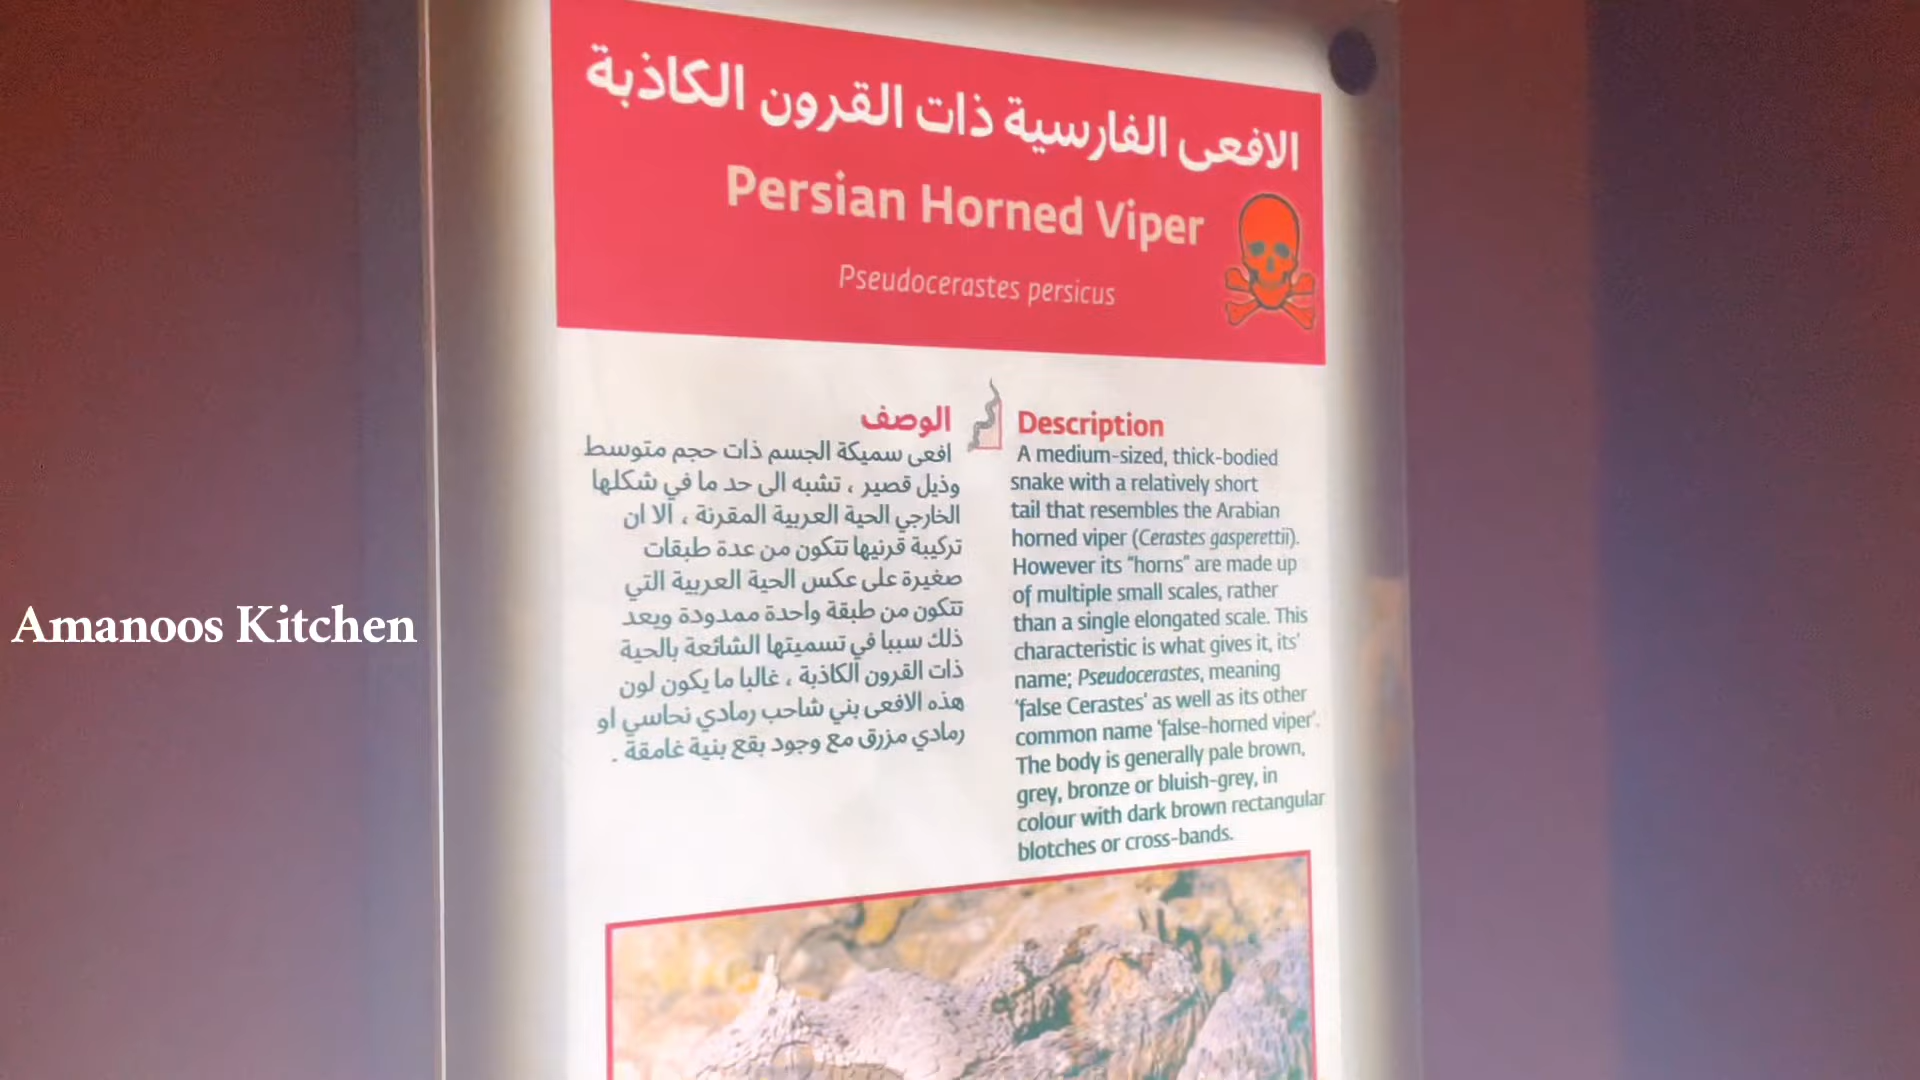 الافعى الفارسية ذات القرون الكاذبة
Persian Horned Viper
Pseudocerastes persicus
الوصف
افعى سميكة الجسم ذات حجم متوسط
وذيل قصير ، تشبه الى حد ما في شكلها
الخارجي الحية العربية المقرنة ، الا ان
تركيبة قرنيها تتكون من عدة طبقات
صغيرة على عكس الحية العربية التي
تتكون من طبقة واحدة ممدودة ويعد
ذلك سببا في تسميتها الشائعة بالحية
ذات القرون الكاذبة ، غالبا ما يكون لون
هذه الافعى بني شاحب رمادي نحاسي او
رمادي مزرق مع وجود بقع بنية غامقة .
Description
A medium-sized, thick-bodied
snake with a relatively short
tail that resembles the Arabian
horned viper (Cerastes gasperettii).
However its "horns" are made up
of multiple small scales, rather
than a single elongated scale. This
characteristic is what gives it, its'
name; Pseudocerastes, meaning
'false Cerastes' as well as its other
common name 'false-horned viper'.
The body is generally pale brown,
grey, bronze or bluish-grey, in
colour with dark brown rectangular
blotches or cross-bands.
Amanoos Kitchen